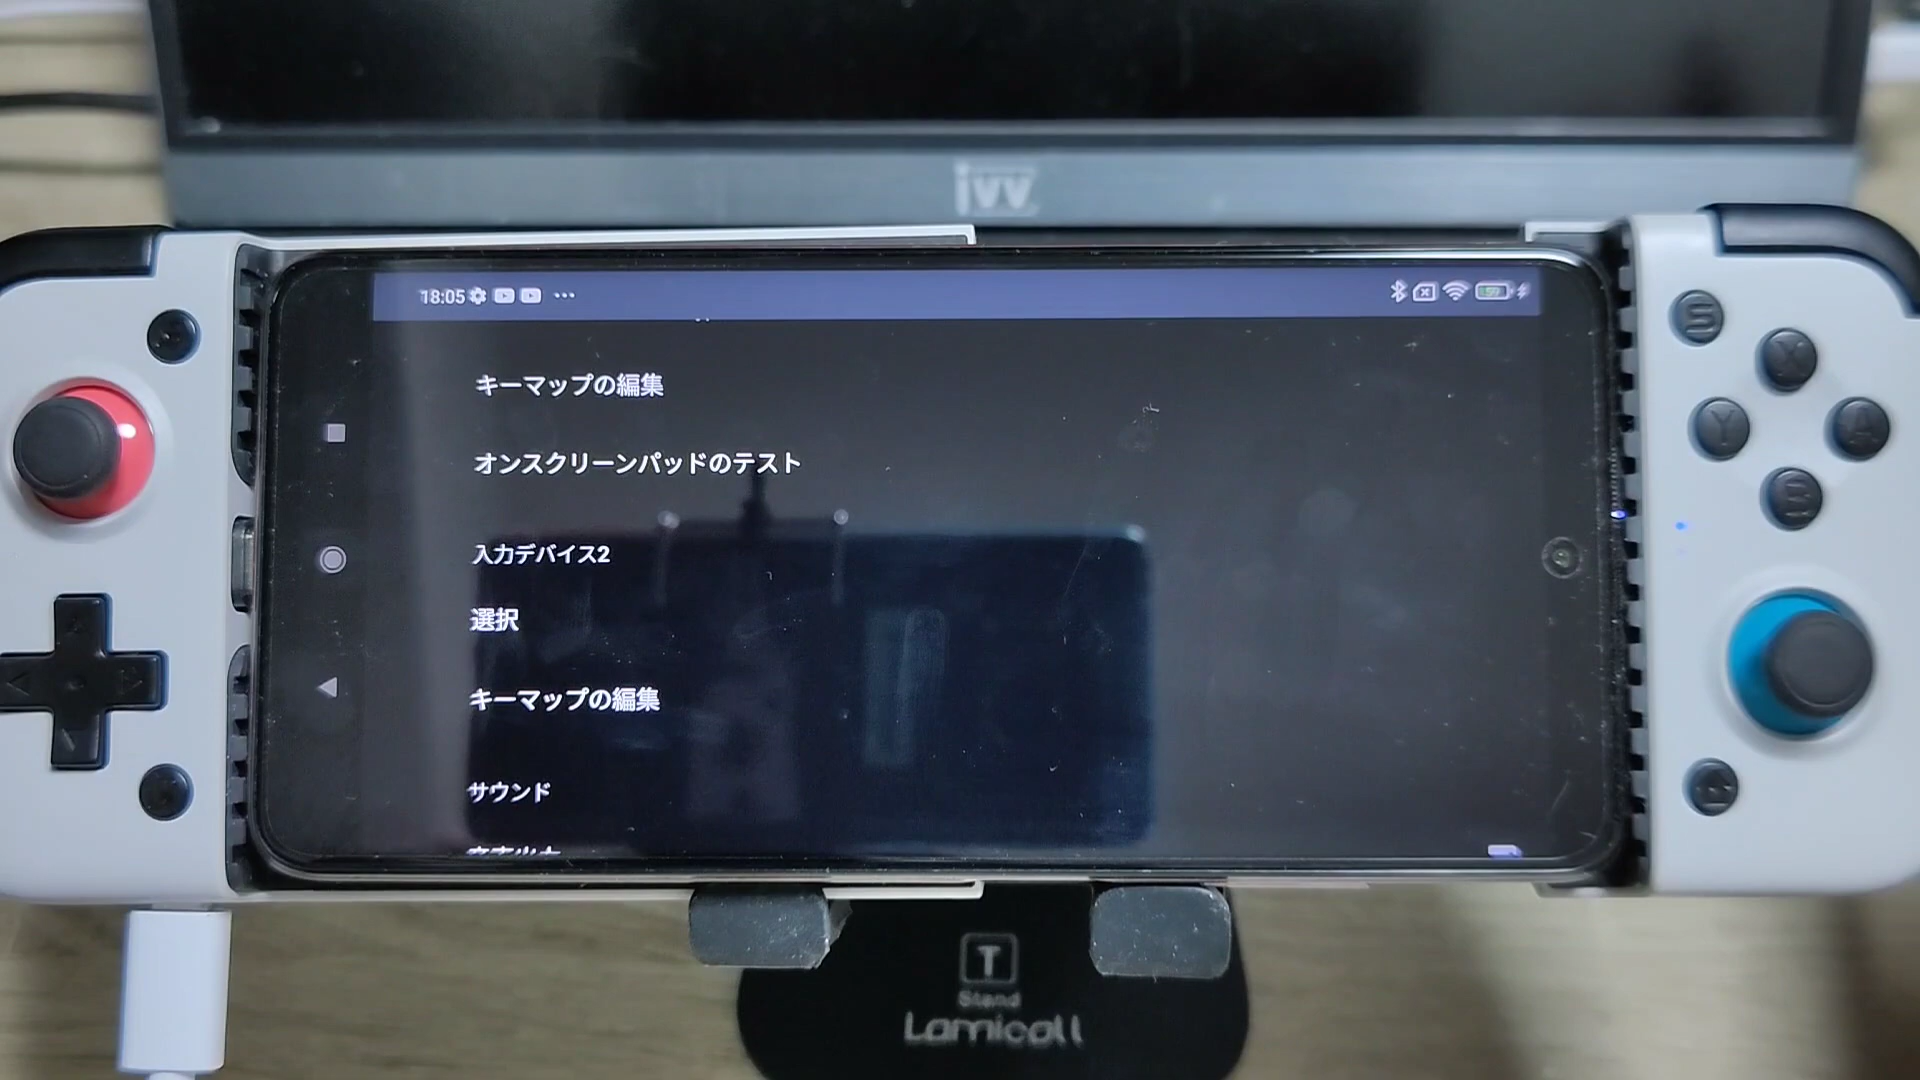 ivv
18:05
キーマップの編集
オンスクリーンパッドのテスト
入力デバイス2
選択
キーマップの編集
サウンド
S
X
Y
A
B
T
Stand
Lamicall